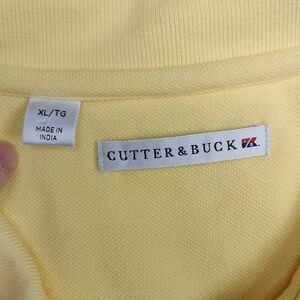 XL/TG
MADE IN
INDIA
CUTTER & BUCK